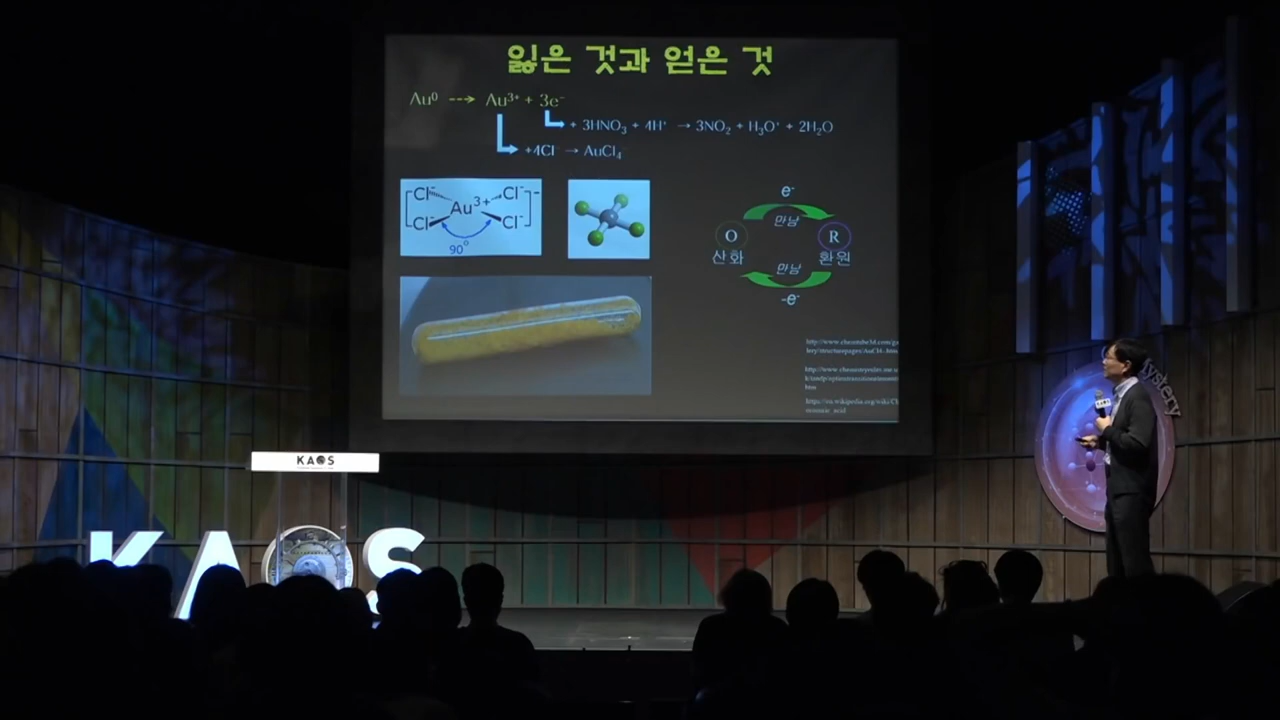 잃은 것과 얻은 것
Au⁰ --→ Au³⁺ + 3e⁻
+ 3HNO₃ + 4H⁺ → 3NO₂ + H₃O⁺ + 2H₂O
+4Cl⁻ → AuCl₄⁻
Cl⁻ Au³⁺ Cl⁻
Cl⁻ Cl⁻
90°
e⁻
만남
O R
산화 환원
만남
-e⁻
mystery
KAOS
KAOS